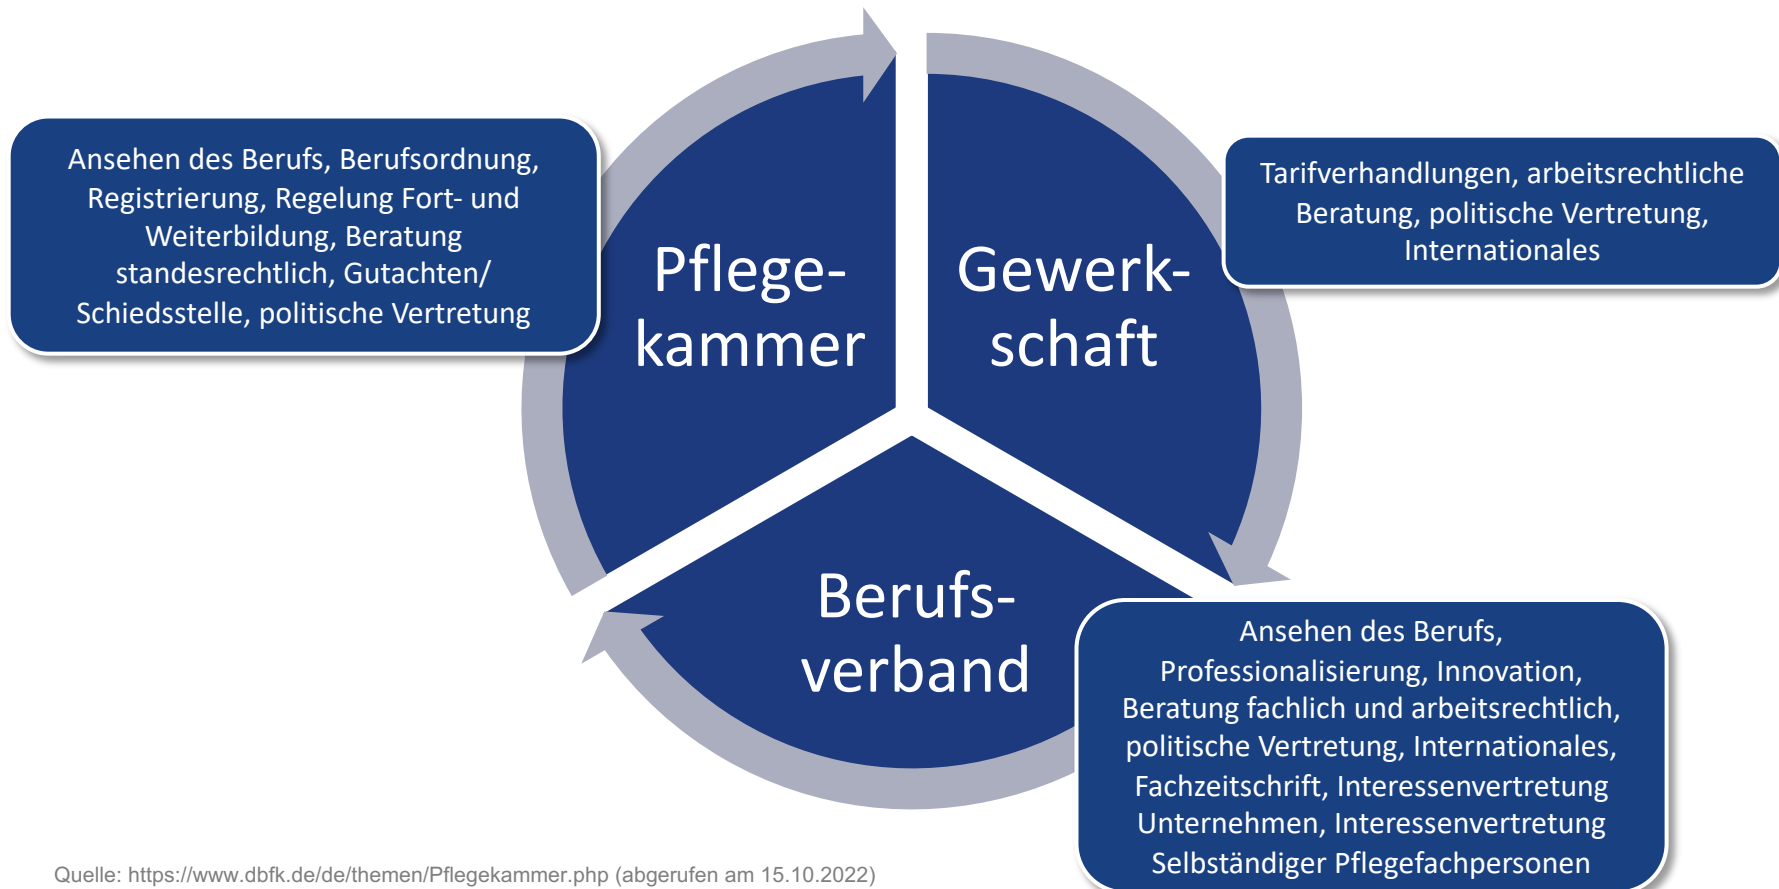 Ansehen des Berufs, Berufsordnung,
Registrierung, Regelung Fort- und
Weiterbildung, Beratung
standesrechtlich, Gutachten/
Schiedsstelle, politische Vertretung
Pflege-
kammer
Gewerk-
schaft
Tarifverhandlungen, arbeitsrechtliche
Beratung, politische Vertretung,
Internationales
Berufs-
verband
Ansehen des Berufs,
Professionalisierung, Innovation,
Beratung fachlich und arbeitsrechtlich,
politische Vertretung, Internationales,
Fachzeitschrift, Interessenvertretung
Unternehmen, Interessenvertretung
Selbständiger Pflegefachpersonen
Quelle: https://www.dbfk.de/de/themen/Pflegekammer.php (abgerufen am 15.10.2022)